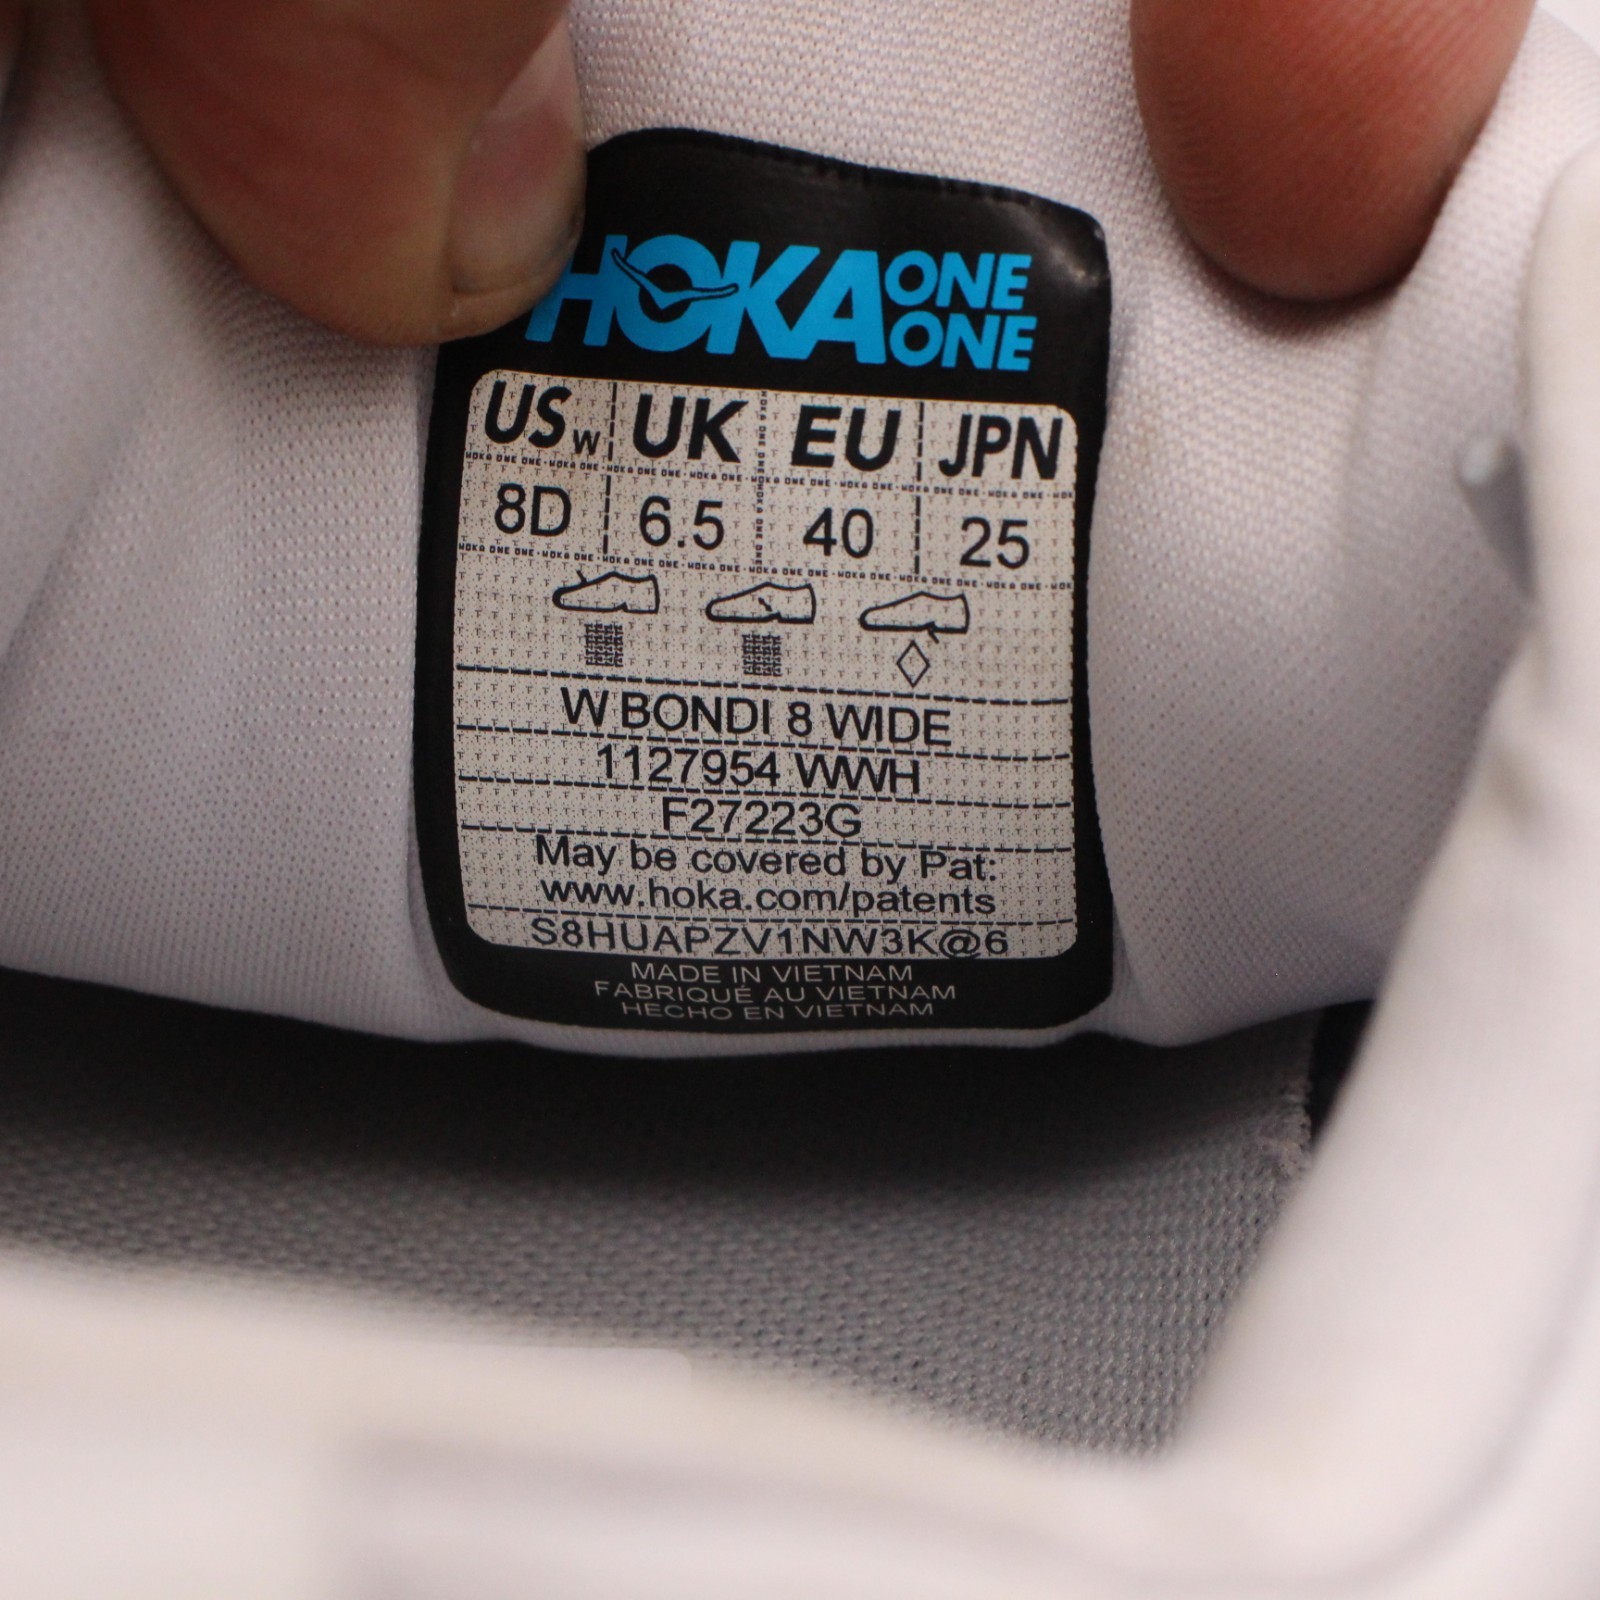 HOKA ONE ONE
USw UK EU JPN
8D 6.5 40 25
W BONDI 8 WIDE
1127954 WWH
F27223G
May be covered by Pat:
www.hoka.com/patents
S8HUAPZV1NW3K@6
MADE IN VIETNAM
FABRIQUÉ AU VIETNAM
HECHO EN VIETNAM